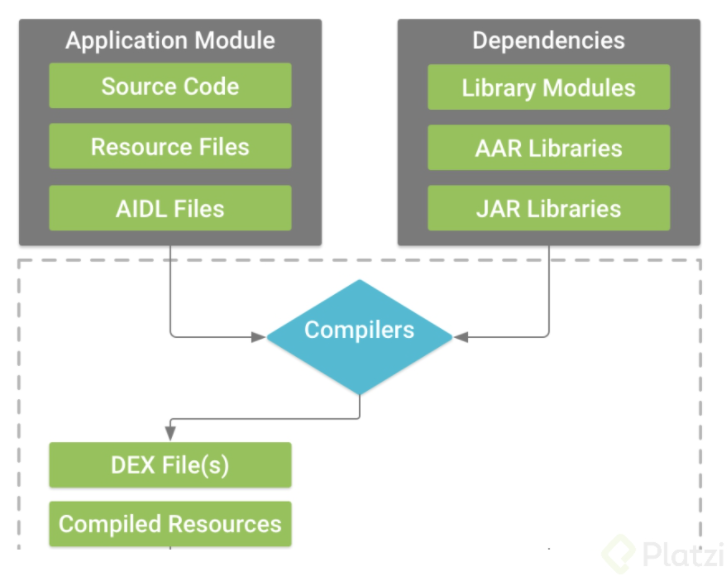 Application Module
Source Code
Resource Files
AIDL Files
Dependencies
Library Modules
AAR Libraries
JAR Libraries
Compilers
DEX File(s)
Compiled Resources
Platzi